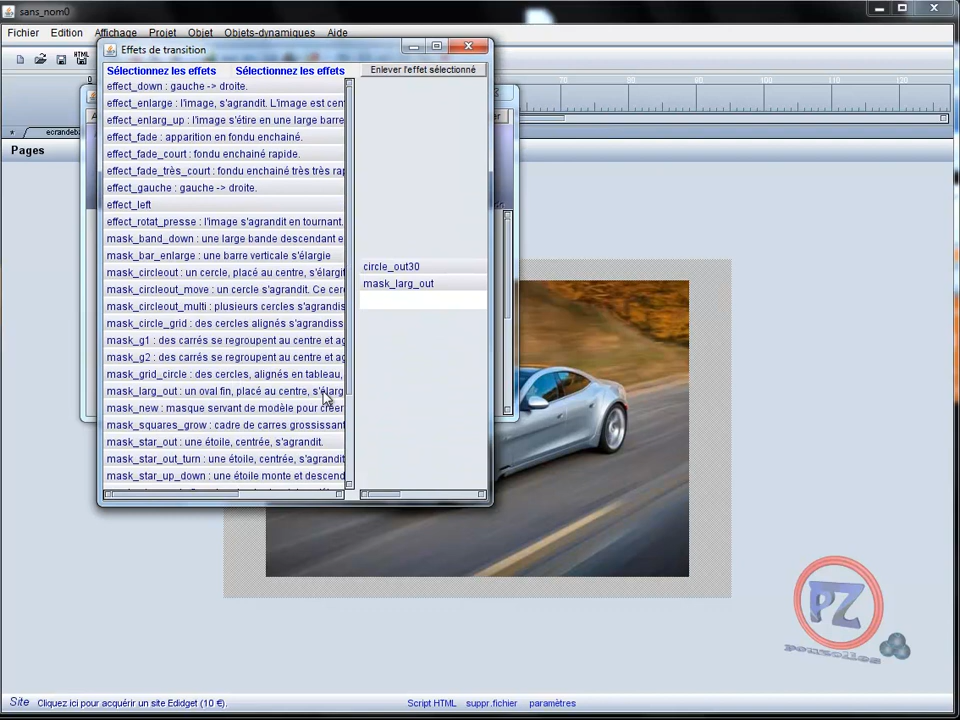 sans_nom0
Fichier Edition Affichage Projet Objet Objets-dynamiques Aide
HTML
Effets de transition
Sélectionnez les effets Sélectionnez les effets
Enlever l'effet sélectionné
70 80 90 100 110 120
effect_down : gauche -> droite.
effect_enlarge : l'image, s'agrandit. L'image est cen
effect_enlarg_up : l'image s'étire en une large barre
effect_fade : apparition en fondu enchainé.
effect_fade_court : fondu enchainé rapide.
effect_fade_très_court : fondu enchainé très très rap
effect_gauche : gauche -> droite.
effect_left
effect_rotat_presse : l'image s'agrandit en tournant.
mask_band_down : une large bande descendant e
mask_bar_enlarge : une barre verticale s'élargie
mask_circleout : un cercle, placé au centre, s'élargit
mask_circleout_move : un cercle s'agrandit. Ce cerc
mask_circleout_multi : plusieurs cercles s'agrandis
mask_circle_grid : des cercles alignés s'agrandiss
mask_g1 : des carrés se regroupent au centre et ag
mask_g2 : des carrés se regroupent au centre et ag
mask_grid_circle : des cercles, alignés en tableau,
mask_larg_out : un oval fin, placé au centre, s'élarg
mask_new : masque servant de modèle pour créer
mask_squares_grow : cadre de carres grossissant
mask_star_out : une étoile, centrée, s'agrandit.
mask_star_out_turn : une étoile, centrée, s'agrandit
mask_star_up_down : une étoile monte et descend
circle_out30
mask_larg_out
ecrandeb
Pages
PZ
Site Cliquez ici pour acquérir un site Edidget (10 €).
Script HTML suppr.fichier paramètres